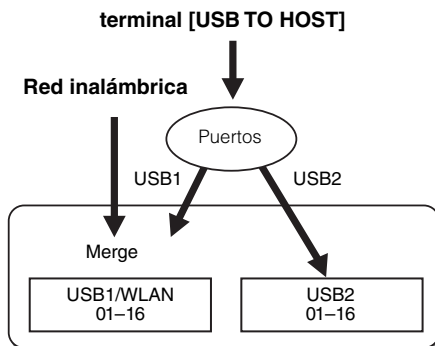 terminal [USB TO HOST]
Red inalámbrica
Puertos
USB1
USB2
Merge
USB1/WLAN
01–16
USB2
01–16